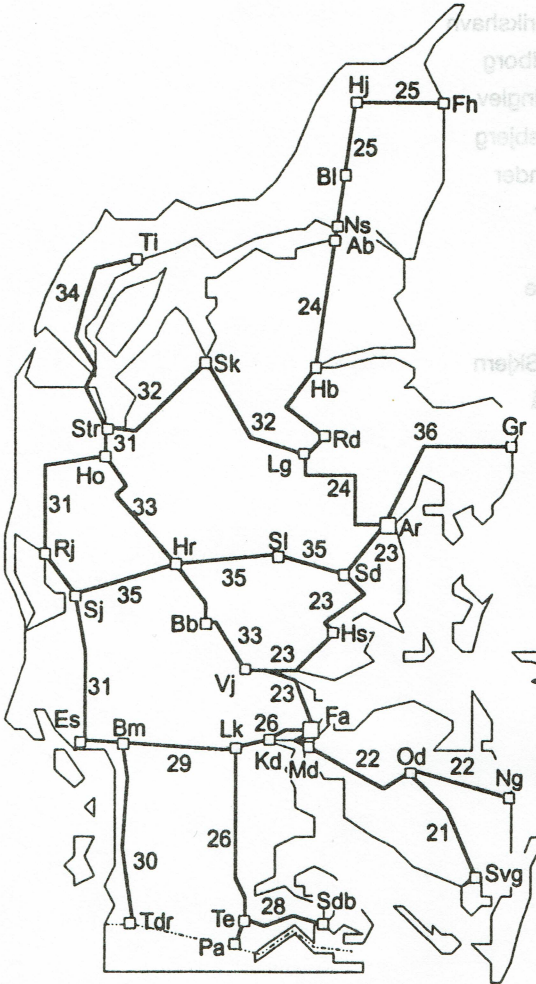 Hj 25 Fh
25
Bl
Ns
Ab
Ti
34
24
Sk
Hb
32
Str
32
31
Rd
36
Gr
Lg
Ho
24
31
33
Ar
23
Rj
Hr
Sl
35
Sd
35
Sj
35
23
Bb
33
Hs
23
Vj
23
31
Fa
Es
Bm
Lk
26
Kd
Md
29
22
Od
22
Ng
21
26
30
Svg
Tdr
Te
28
Sdb
Pa